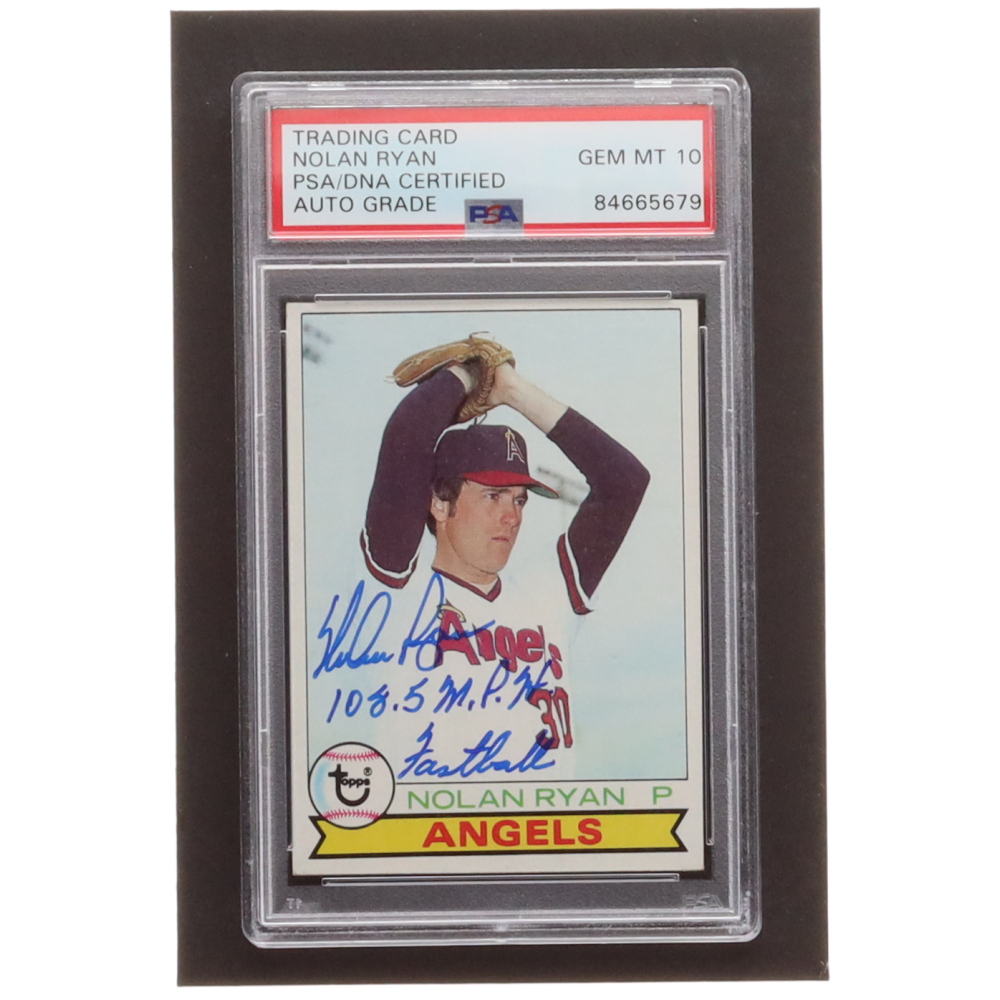 TRADING CARD
NOLAN RYAN
PSA/DNA CERTIFIED
AUTO GRADE
GEM MT 10
84665679
PSA
A
Nolan Ryan
Angels
108.5 M.P.H.
30
Fastball
topps®
NOLAN RYAN P
ANGELS
PSA